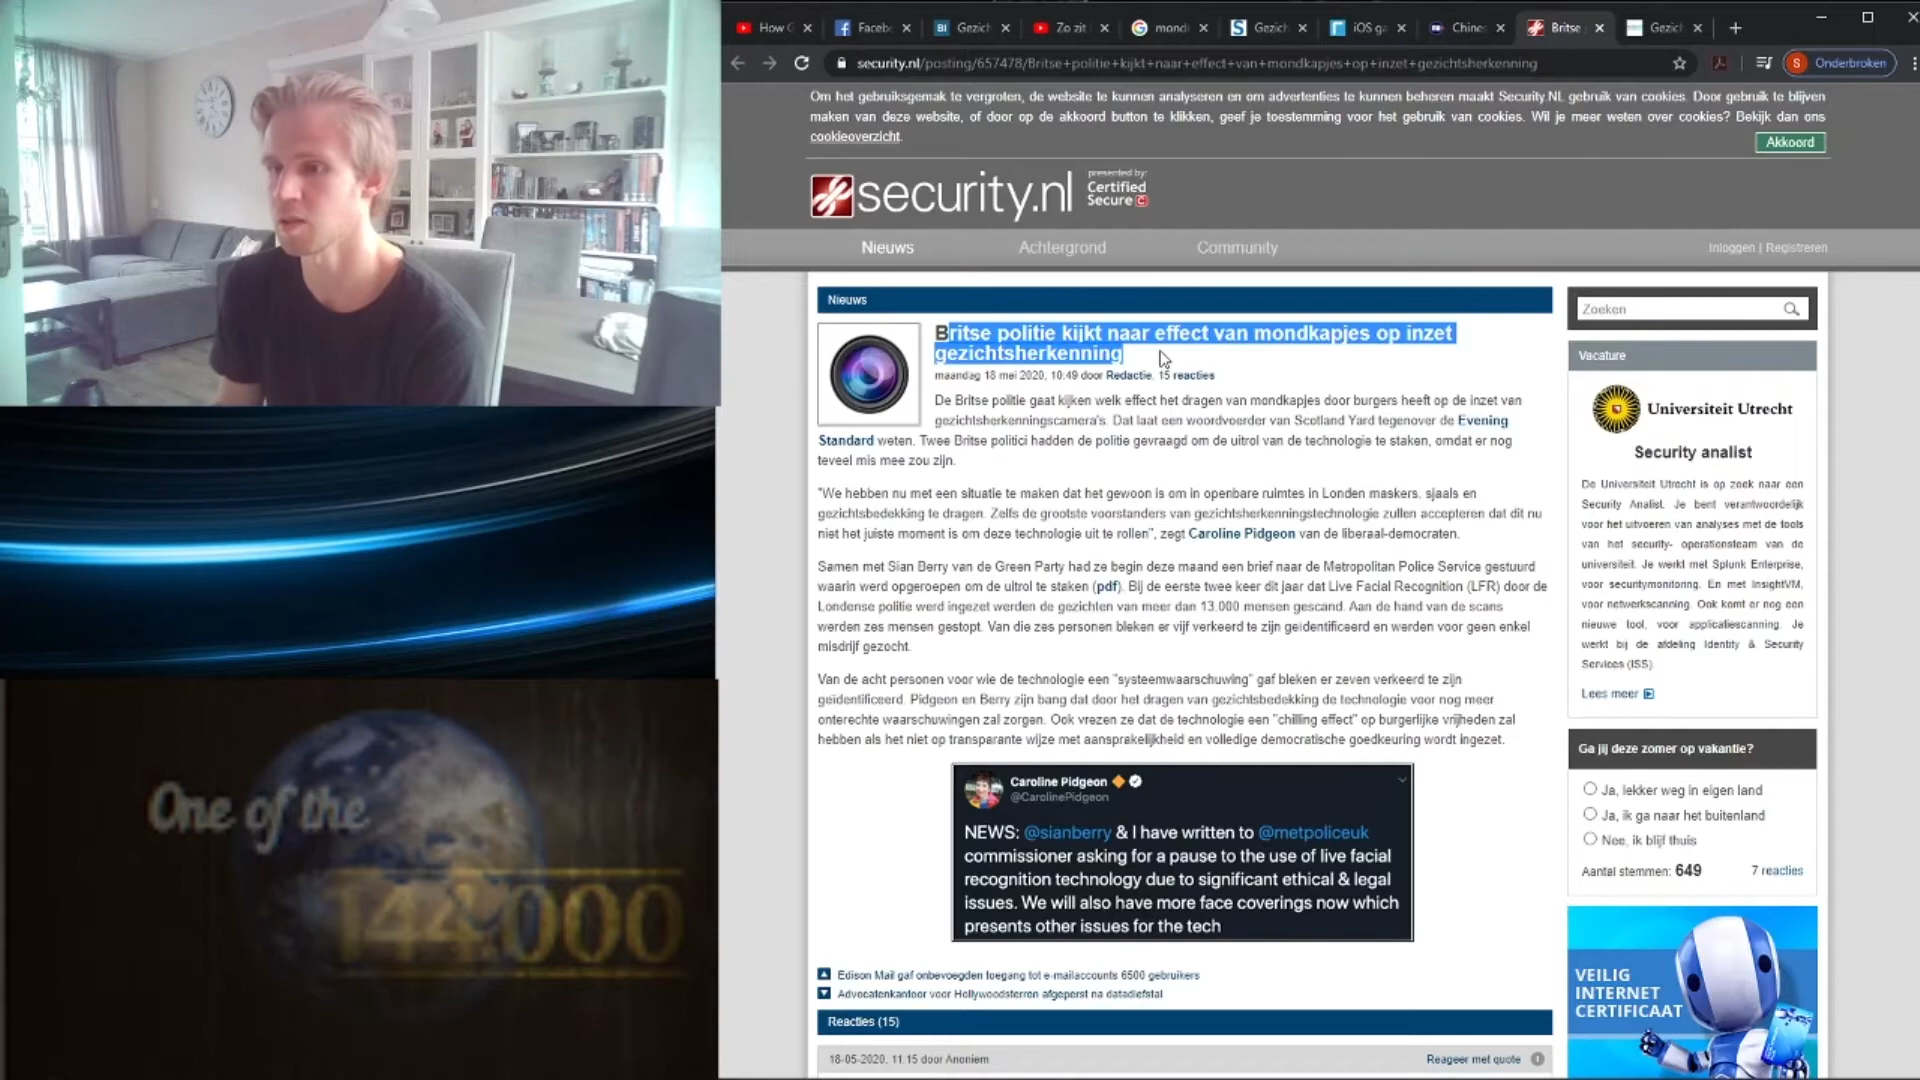 How G
Faceb
Gezich
Zo zit
mond
Gezich
iOS ga
Chines
Britse
Gezich
security.nl/posting/657478/Britse+politie+kijkt+naar+effect+van+mondkapjes+op+inzet+gezichtsherkenning
S Onderbroken
Om het gebruiksgemak te vergroten, de website te kunnen analyseren en om advertenties te kunnen beheren maakt Security.NL gebruik van cookies. Door gebruik te blijven
maken van deze website, of door op de akkoord button te klikken, geef je toestemming voor het gebruik van cookies. Wil je meer weten over cookies? Bekijk dan ons
cookieoverzicht.
Akkoord
security.nl
presented by:
Certified
Secure
Nieuws
Achtergrond
Community
Inloggen | Registreren
Nieuws
Britse politie kijkt naar effect van mondkapjes op inzet
gezichtsherkenning
maandag 18 mei 2020, 10:49 door Redactie, 15 reacties
De Britse politie gaat kijken welk effect het dragen van mondkapjes door burgers heeft op de inzet van
gezichtsherkenningscamera's. Dat laat een woordvoerder van Scotland Yard tegenover de Evening
Standard weten. Twee Britse politici hadden de politie gevraagd om de uitrol van de technologie te staken, omdat er nog
teveel mis mee zou zijn.
"We hebben nu met een situatie te maken dat het gewoon is om in openbare ruimtes in Londen maskers, sjaals en
gezichtsbedekking te dragen. Zelfs de grootste voorstanders van gezichtsherkenningstechnologie zullen accepteren dat dit nu
niet het juiste moment is om deze technologie uit te rollen", zegt Caroline Pidgeon van de liberaal-democraten.
Samen met Sian Berry van de Green Party had ze begin deze maand een brief naar de Metropolitan Police Service gestuurd
waarin werd opgeroepen om de uitrol te staken (pdf). Bij de eerste twee keer dit jaar dat Live Facial Recognition (LFR) door de
Londense politie werd ingezet werden de gezichten van meer dan 13.000 mensen gescand. Aan de hand van de scans
werden zes mensen gestopt. Van die zes personen bleken er vijf verkeerd te zijn geïdentificeerd en werden voor geen enkel
misdrijf gezocht.
Van de acht personen voor wie de technologie een "systeemwaarschuwing" gaf bleken er zeven verkeerd te zijn
geïdentificeerd. Pidgeon en Berry zijn bang dat door het dragen van gezichtsbedekking de technologie voor nog meer
onterechte waarschuwingen zal zorgen. Ook vrezen ze dat de technologie een "chilling effect" op burgerlijke vrijheden zal
hebben als het niet op transparante wijze met aansprakelijkheid en volledige democratische goedkeuring wordt ingezet.
Caroline Pidgeon
@CarolinePidgeon
NEWS: @sianberry & I have written to @metpoliceuk
commissioner asking for a pause to the use of live facial
recognition technology due to significant ethical & legal
issues. We will also have more face coverings now which
presents other issues for the tech
Edison Mail gaf onbevoegden toegang tot e-mailaccounts 6500 gebruikers
Advocatenkantoor voor Hollywoodsterren afgeperst na datadiefstal
Reacties (15)
18-05-2020, 11:15 door Anoniem
Reageer met quote
Zoeken
Vacature
Universiteit Utrecht
Security analist
De Universiteit Utrecht is op zoek naar een
Security Analist. Je bent verantwoordelijk
voor het uitvoeren van analyses met de tools
van het security- operationsteam van de
universiteit. Je werkt met Splunk Enterprise,
voor securitymonitoring. En met InsightVM,
voor netwerkscanning. Ook komt er nog een
nieuwe tool, voor applicatiescanning. Je
werkt bij de afdeling Identity & Security
Services (ISS).
Lees meer
Ga jij deze zomer op vakantie?
Ja, lekker weg in eigen land
Ja, ik ga naar het buitenland
Nee, ik blijf thuis
Aantal stemmen: 649
7 reacties
VEILIG
INTERNET
CERTIFICAAT
One of the
144.000